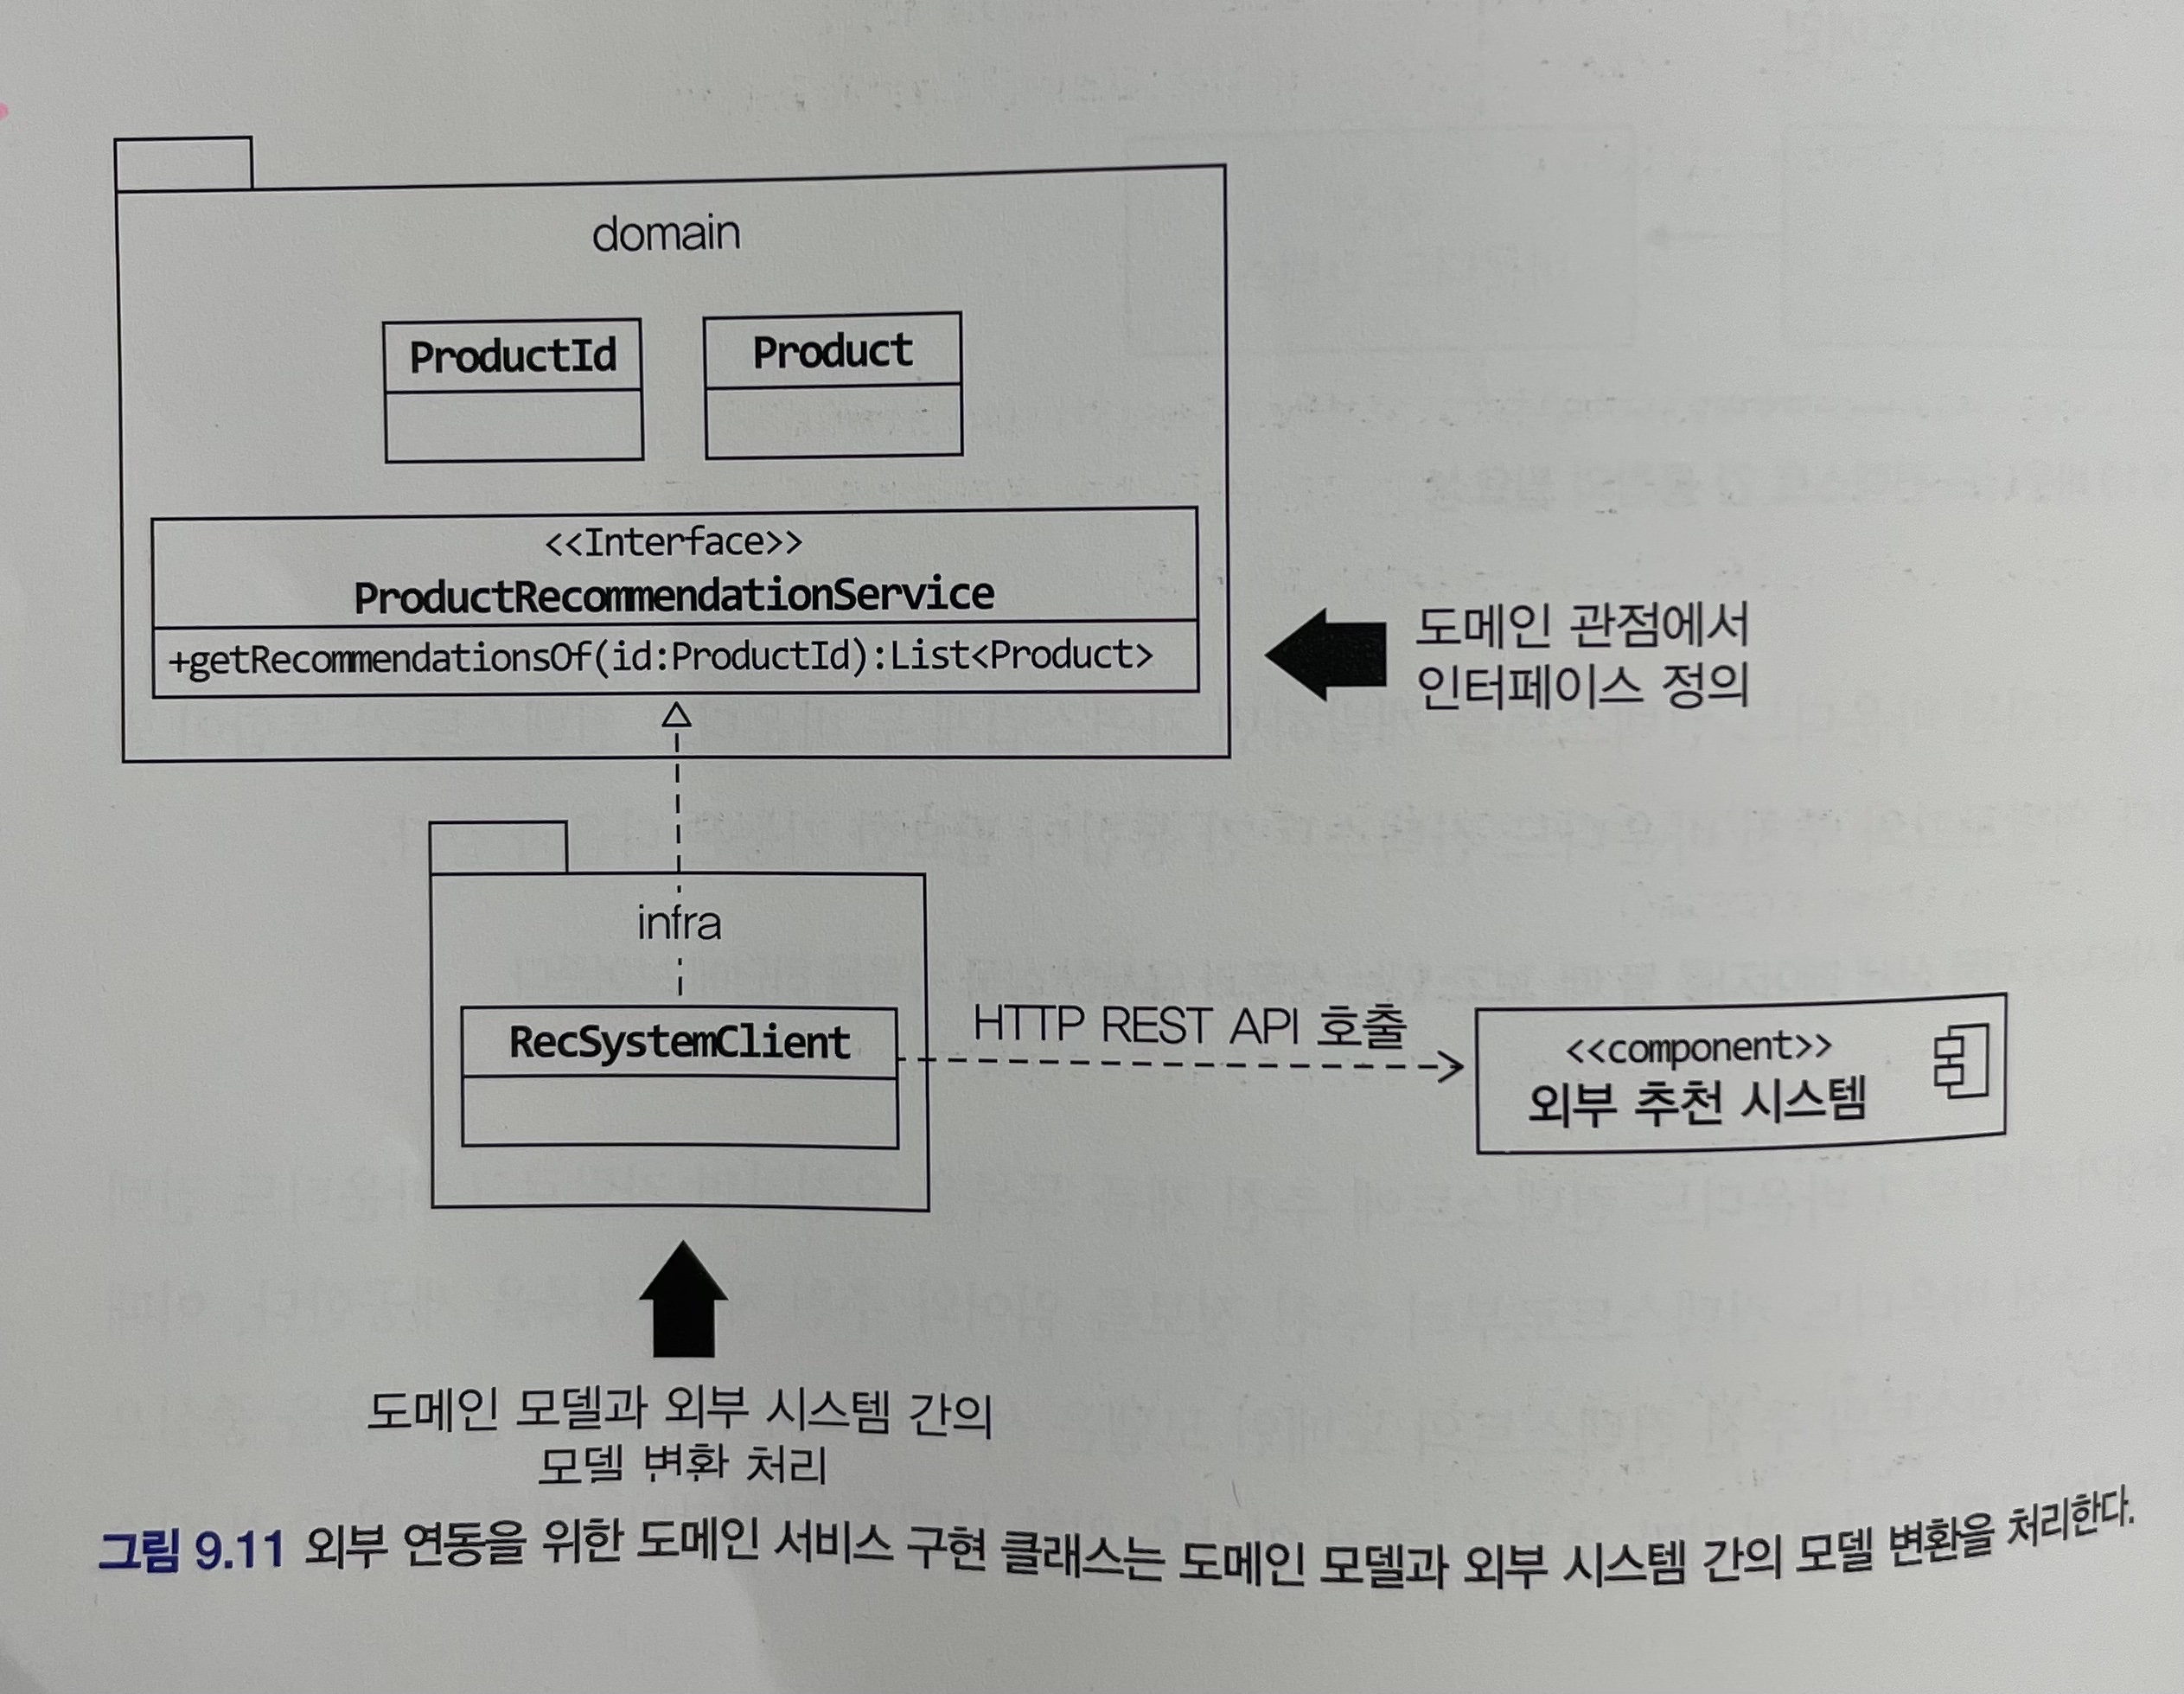 domain
ProductId
Product
<<Interface>>
ProductRecommendationService
+getRecommendationsOf(id:ProductId):List<Product>
도메인 관점에서
인터페이스 정의
infra
RecSystemClient
HTTP REST API 호출
<<component>>
외부 추천 시스템
도메인 모델과 외부 시스템 간의
모델 변화 처리
그림 9.11 외부 연동을 위한 도메인 서비스 구현 클래스는 도메인 모델과 외부 시스템 간의 모델 변환을 처리한다.